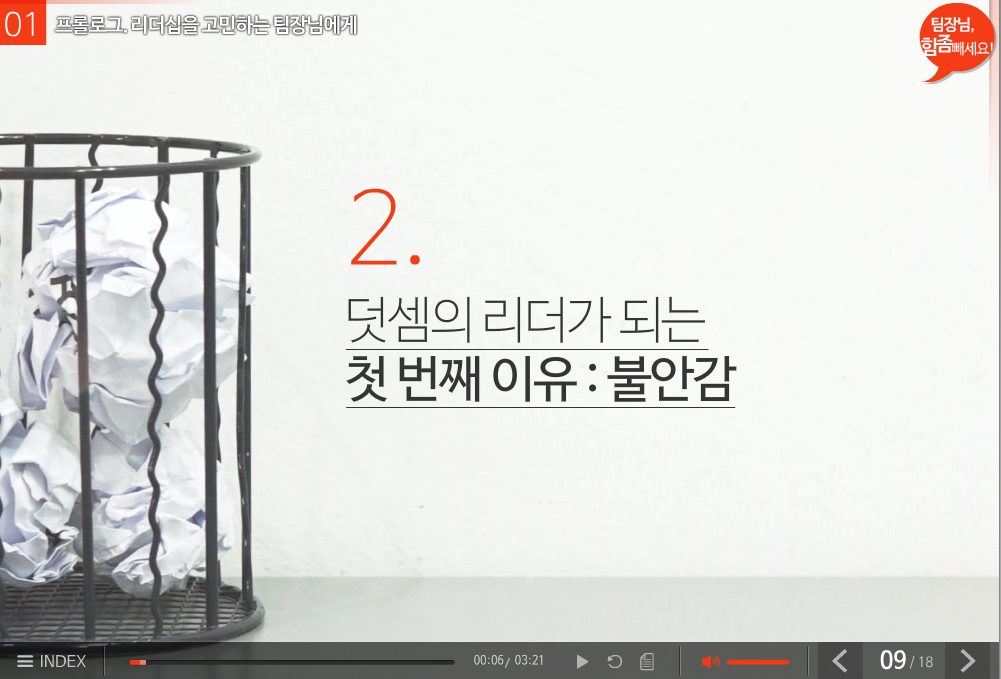 01 프롤로그. 리더십을 고민하는 팀장님에게
팀장님,
힘좀빼세요!
2.
덧셈의 리더가 되는
첫 번째 이유 : 불안감
INDEX 00:06/ 03:21 09 / 18